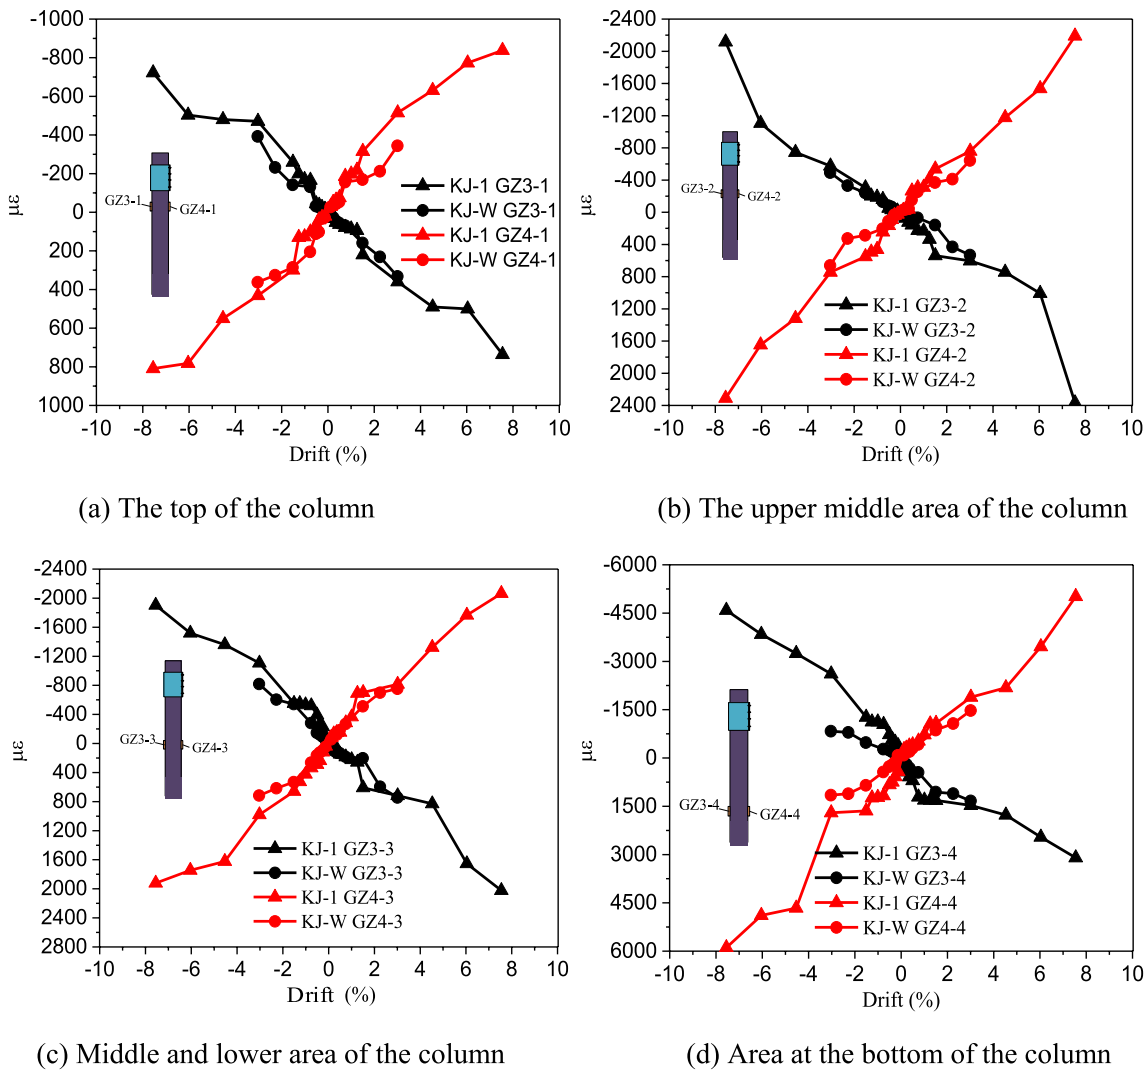 -1000
-800
-600
-400
-200
0
200
400
600
800
1000
με
GZ3-1
GZ4-1
KJ-1 GZ3-1
KJ-W GZ3-1
KJ-1 GZ4-1
KJ-W GZ4-1
-10 -8 -6 -4 -2 0 2 4 6 8 10
Drift (%)
(a) The top of the column
-2400
-2000
-1600
-1200
-800
-400
0
400
800
1200
1600
2000
2400
με
GZ3-2
GZ4-2
KJ-1 GZ3-2
KJ-W GZ3-2
KJ-1 GZ4-2
KJ-W GZ4-2
-10 -8 -6 -4 -2 0 2 4 6 8 10
Drift (%)
(b) The upper middle area of the column
-2400
-2000
-1600
-1200
-800
-400
0
400
800
1200
1600
2000
2400
2800
με
GZ3-3
GZ4-3
KJ-1 GZ3-3
KJ-W GZ3-3
KJ-1 GZ4-3
KJ-W GZ4-3
-10 -8 -6 -4 -2 0 2 4 6 8 10
Drift (%)
(c) Middle and lower area of the column
-6000
-4500
-3000
-1500
0
1500
3000
4500
6000
με
GZ3-4
GZ4-4
KJ-1 GZ3-4
KJ-W GZ3-4
KJ-1 GZ4-4
KJ-W GZ4-4
-10 -8 -6 -4 -2 0 2 4 6 8 10
Drift (%)
(d) Area at the bottom of the column